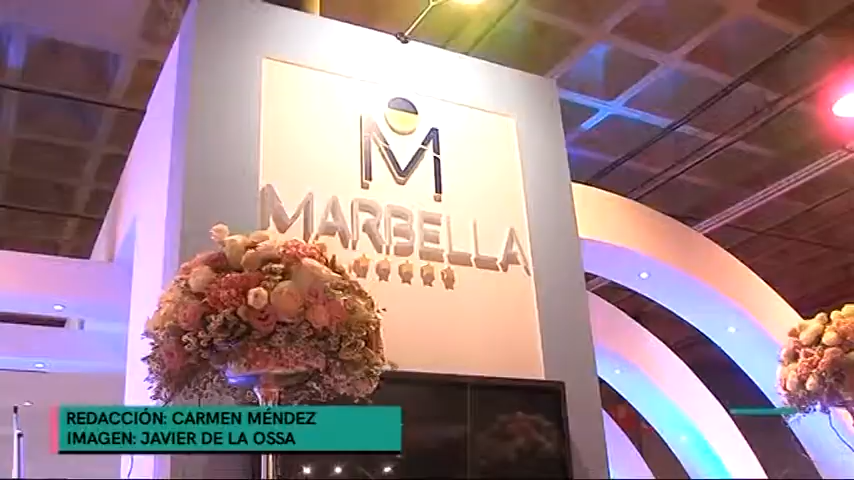 MARBELLA
REDACCIÓN: CARMEN MÉNDEZ
IMAGEN: JAVIER DE LA OSSA